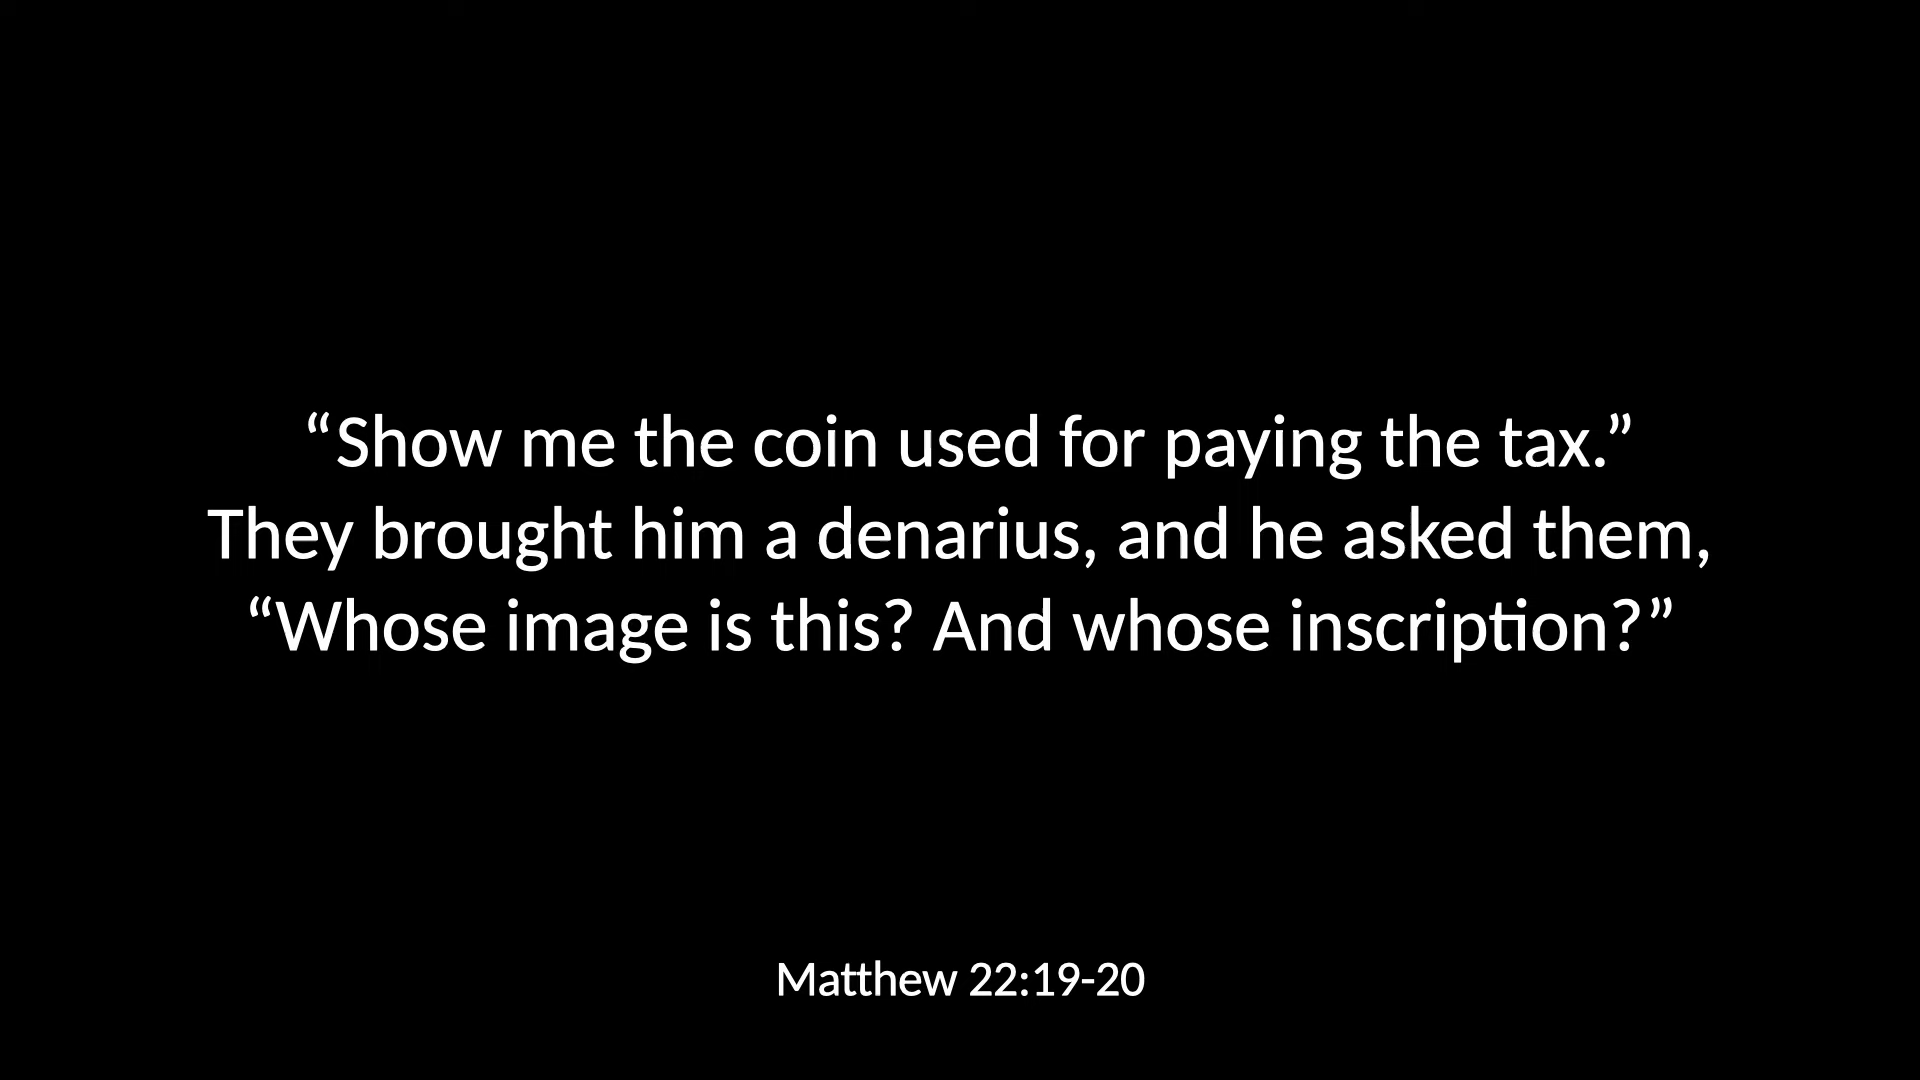 “Show me the coin used for paying the tax.”
They brought him a denarius, and he asked them,
“Whose image is this? And whose inscription?”
Matthew 22:19-20